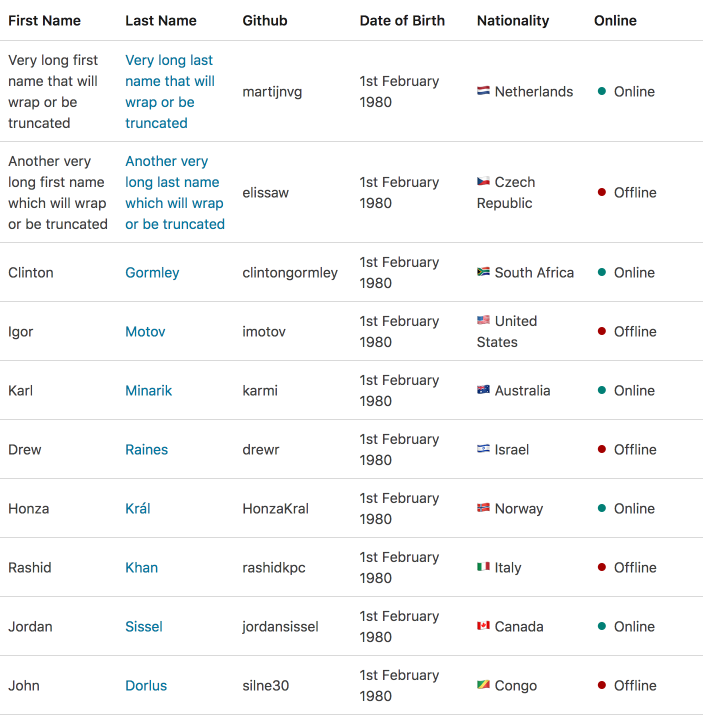 First Name Last Name Github Date of Birth Nationality Online
Very long first name that will wrap or be truncated Very long last name that will wrap or be truncated martijnvg 1st February 1980 Netherlands Online
Another very long first name which will wrap or be truncated Another very long last name which will wrap or be truncated elissaw 1st February 1980 Czech Republic Offline
Clinton Gormley clintongormley 1st February 1980 South Africa Online
Igor Motov imotov 1st February 1980 United States Offline
Karl Minarik karmi 1st February 1980 Australia Online
Drew Raines drewr 1st February 1980 Israel Offline
Honza Král HonzaKral 1st February 1980 Norway Online
Rashid Khan rashidkpc 1st February 1980 Italy Offline
Jordan Sissel jordansissel 1st February 1980 Canada Online
John Dorlus silne30 1st February 1980 Congo Offline